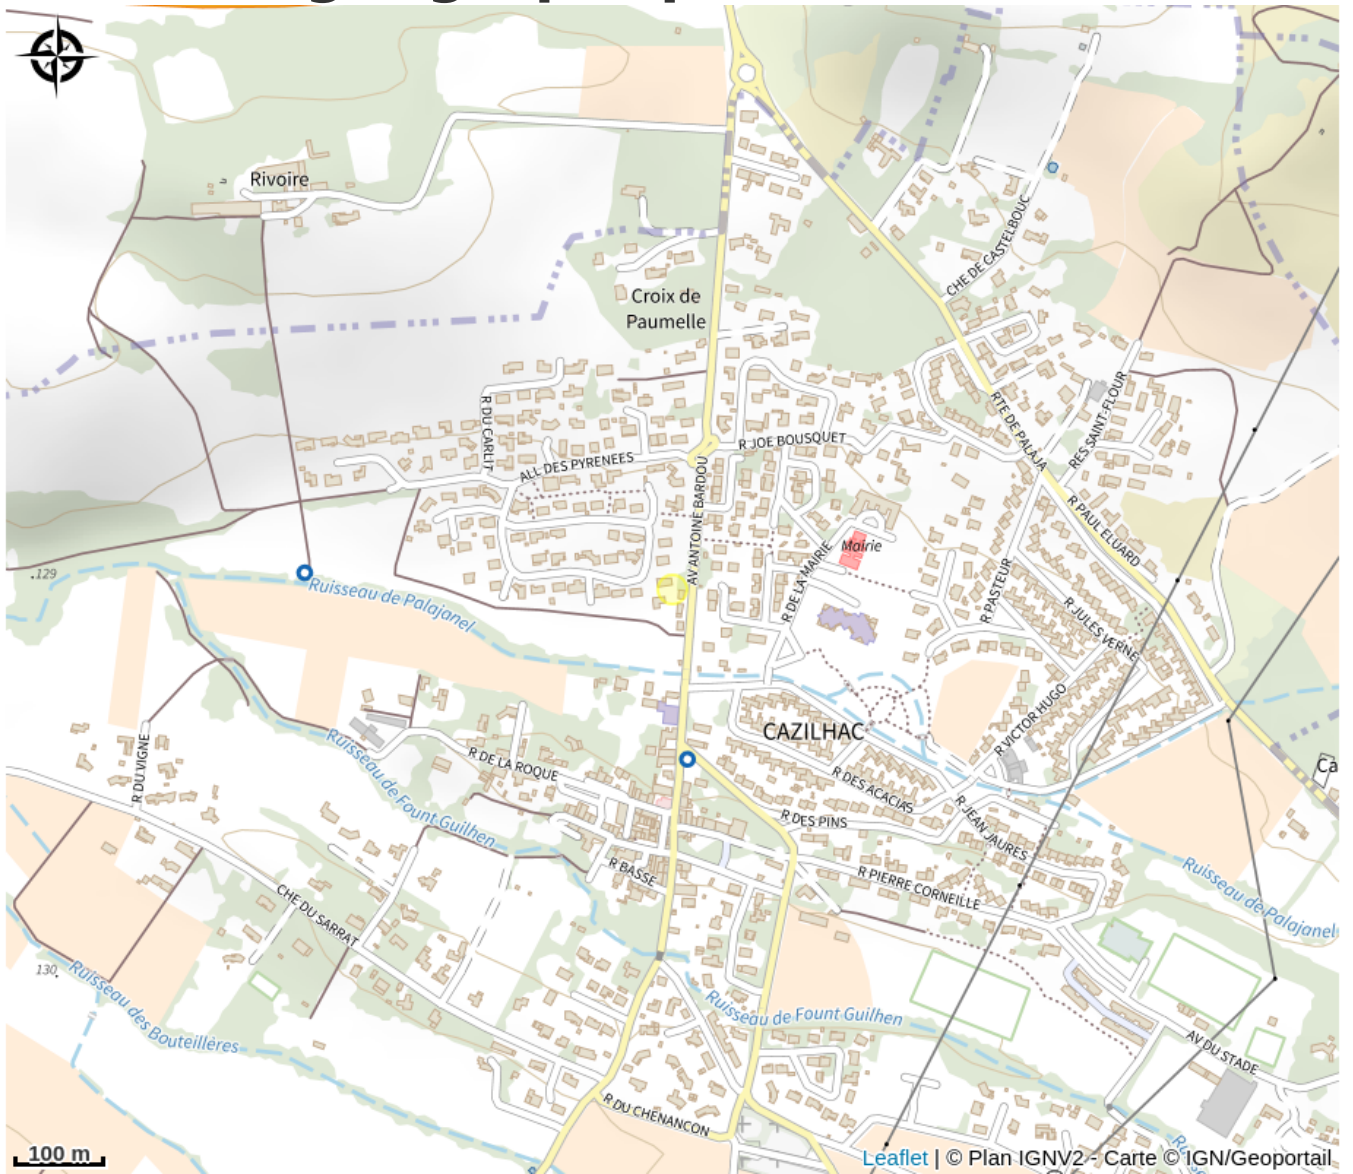 Rivoire
CHE DE CASTELBOUC
Croix de
Paumelle
R DU CARLIT
RTE DE PALAJA
RES SAINT-FLOUR
R JOE BOUSQUET
ALL DES PYRENEES
AV ANTOINE BARDOU
R PAUL ELUARD
Mairie
R DE LA MAIRIE
R PASTEUR
129
Ruisseau de Palajanel
R JULES VERNE
R VICTOR HUGO
CAZILHAC
R DU VIGNE
R DE LA ROQUE
Ruisseau de Fount Guilhen
R DES ACACIAS
Ca
R DES PINS
R JEAN JAURES
R BASSE
R PIERRE CORNEILLE
Ruisseau de Palajanel
CHE DU SARRAT
130
Ruisseau des Bouteillères
Ruisseau de Fount Guilhen
AV DU STADE
R DU CHENANCON
100 m
Leaflet | © Plan IGNV2 - Carte © IGN/Geoportail